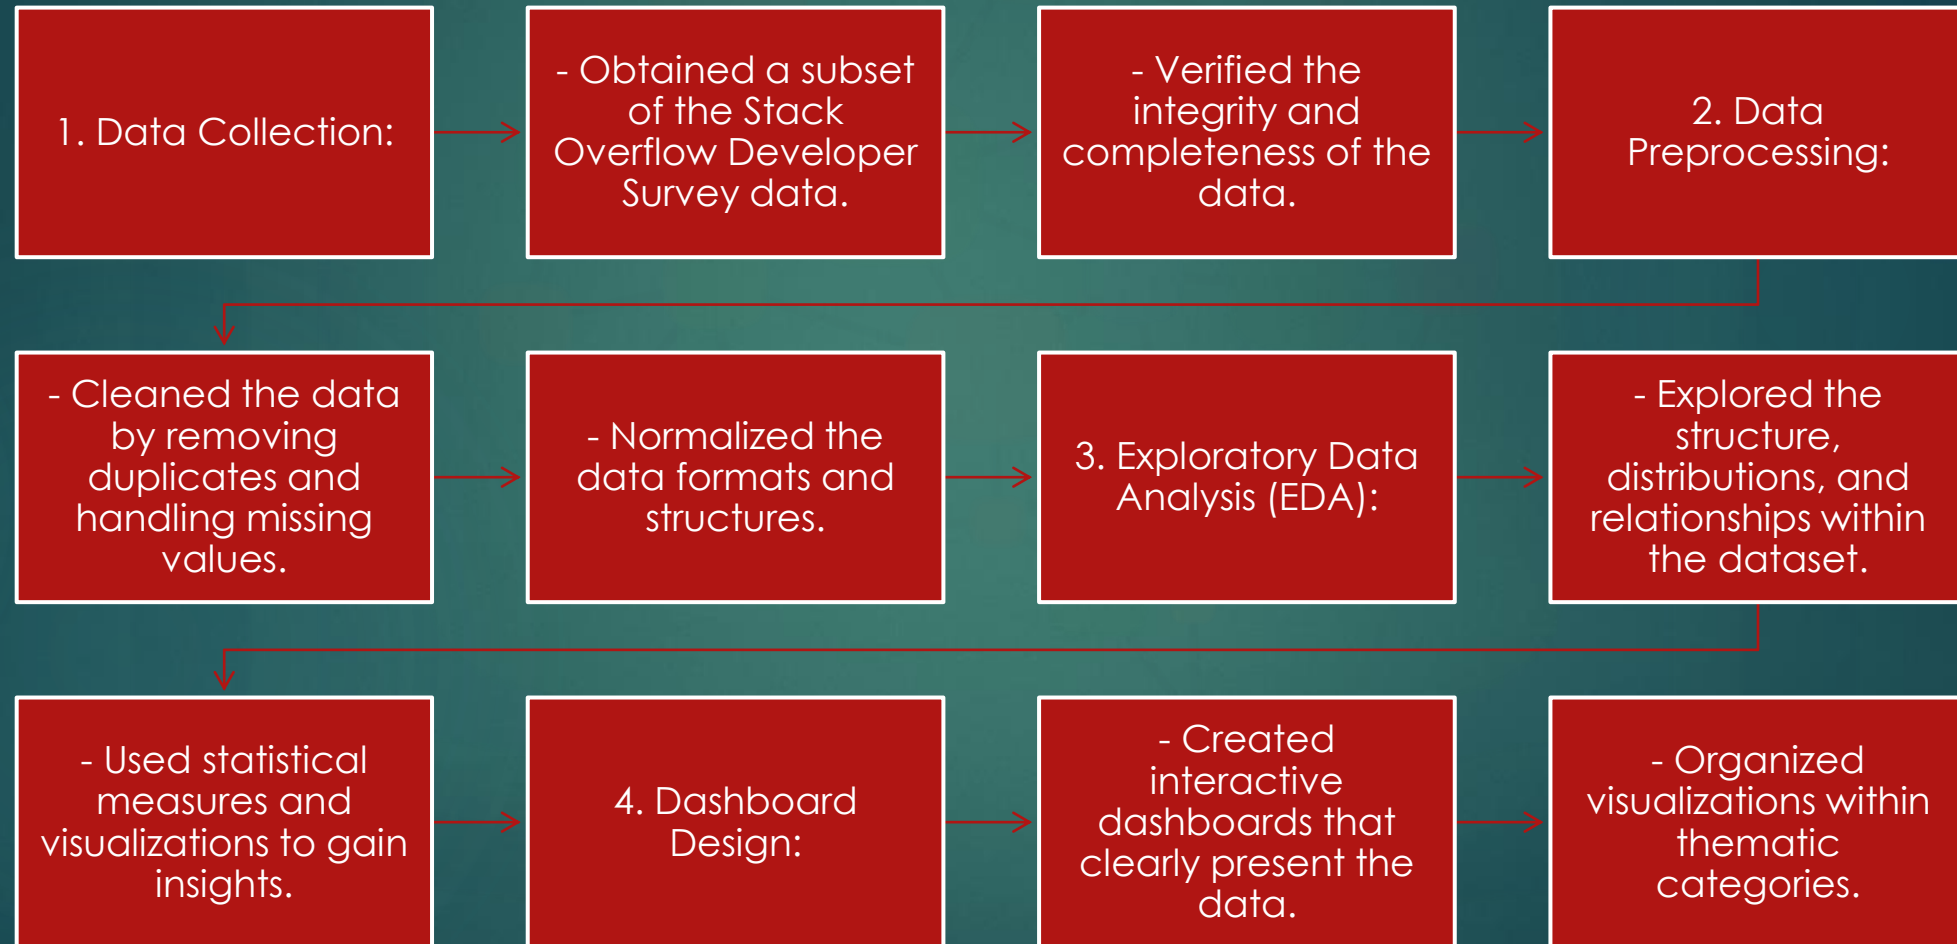 1. Data Collection:
- Obtained a subset
of the Stack
Overflow Developer
Survey data.
- Verified the
integrity and
completeness of the
data.
2. Data
Preprocessing:
- Cleaned the data
by removing
duplicates and
handling missing
values.
- Normalized the
data formats and
structures.
3. Exploratory Data
Analysis (EDA):
- Explored the
structure,
distributions, and
relationships within
the dataset.
- Used statistical
measures and
visualizations to gain
insights.
4. Dashboard
Design:
- Created
interactive
dashboards that
clearly present the
data.
- Organized
visualizations within
thematic
categories.